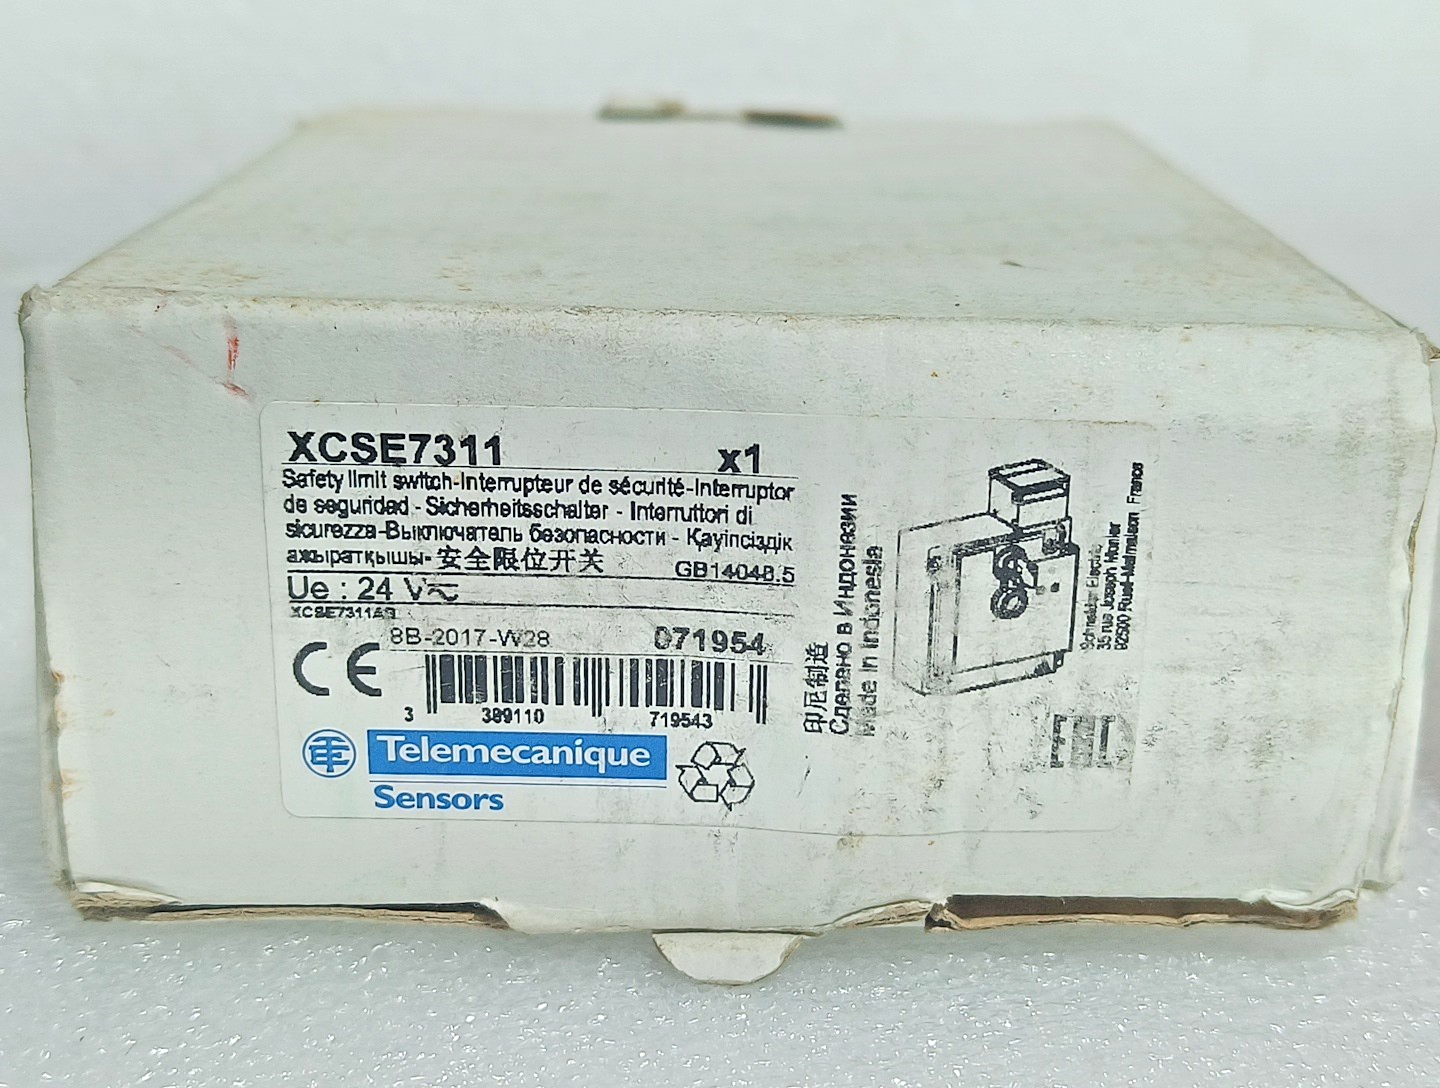 XCSE7311 x1
Safety limit switch-Interrupteur de sécurité-Interruptor
de seguridad - Sicherheitsschalter - Interruttori di
sicurezza-Выключатель безопасности - Қауіпсіздік
ажыратқышы- 安全限位开关 GB14048.5
Ue : 24 V
8B-2017-W28 071954
CE
3 389110 719543
Telemecanique
Sensors
印尼制造
Сделано в Индонезии
Made in Indonesia
Schneider Electric
35 rue Joseph Monier
92500 Rueil-Malmaison France
EAC